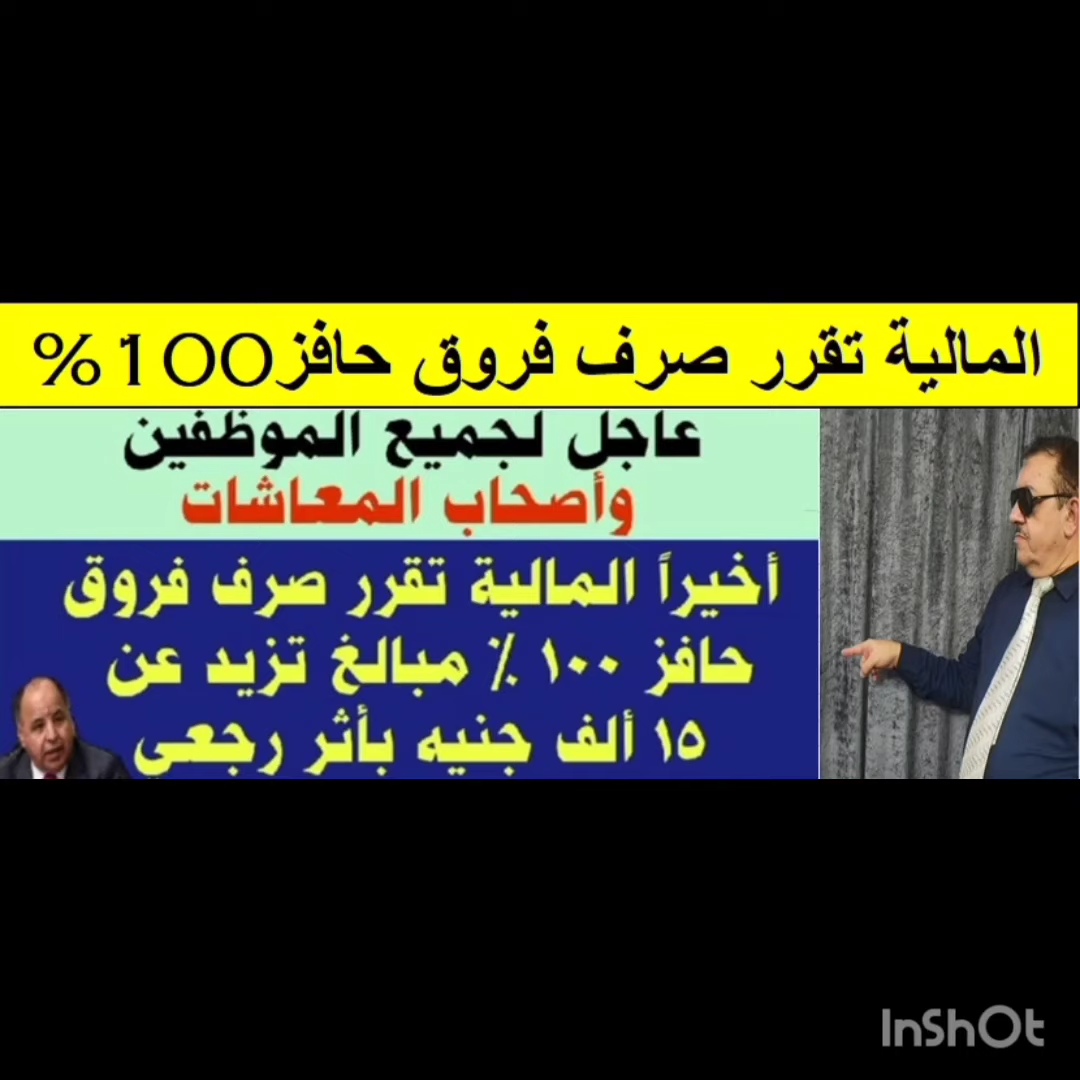 المالية تقرر صرف فروق حافز100%
عاجل لجميع الموظفين
وأصحاب المعاشات
أخيراً المالية تقرر صرف فروق
حافز ١٠٠ ٪ مبالغ تزيد عن
١٥ ألف جنيه بأثر رجعي
InShOt